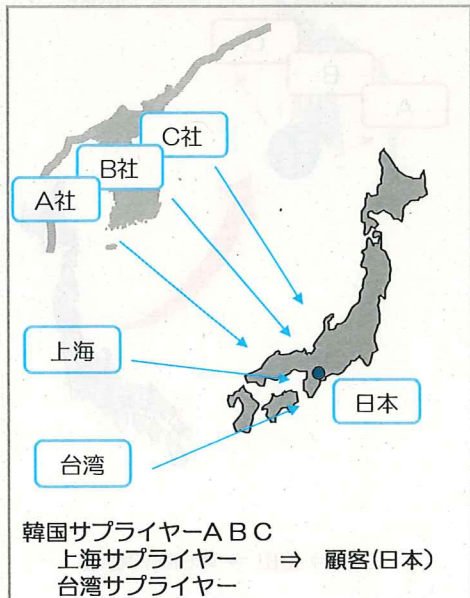 C社
B社
A社
上海
日本
台湾
韓国サプライヤーＡＢＣ
上海サプライヤー ⇒ 顧客(日本)
台湾サプライヤー